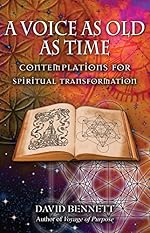 A VOICE AS OLD
AS TIME
CONTEMPLATIONS FOR
SPIRITUAL TRANSFORMATION
DAVID BENNETT
Author of Voyage of Purpose